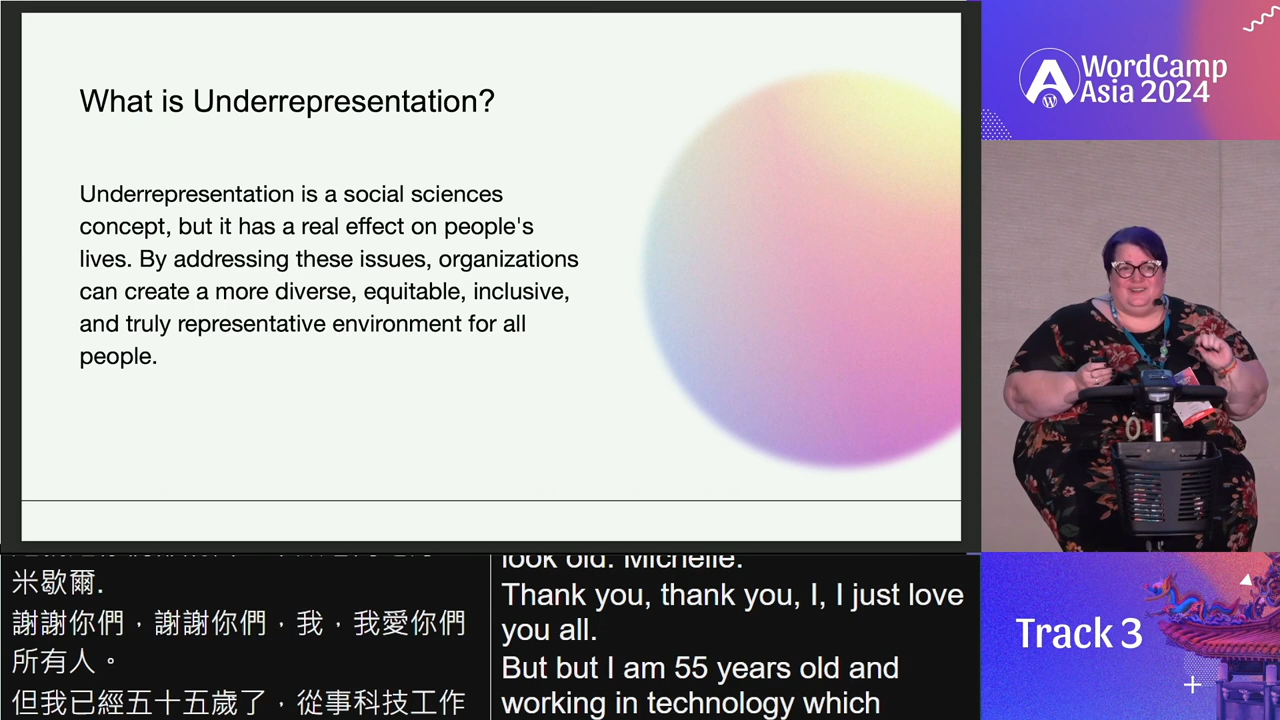 What is Underrepresentation?
Underrepresentation is a social sciences
concept, but it has a real effect on people's
lives. By addressing these issues, organizations
can create a more diverse, equitable, inclusive,
and truly representative environment for all
people.
WordCamp
Asia 2024
米歇爾.
謝謝你們，謝謝你們，我，我愛你們
所有人。
但我已經五十五歲了，從事科技工作
look old. Michelle.
Thank you, thank you, I, I just love
you all.
But but I am 55 years old and
working in technology which
Track 3